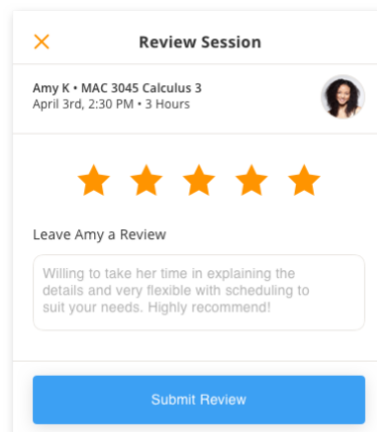 Review Session
Amy K • MAC 3045 Calculus 3
April 3rd, 2:30 PM • 3 Hours
Leave Amy a Review
Willing to take her time in explaining the
details and very flexible with scheduling to
suit your needs. Highly recommend!
Submit Review